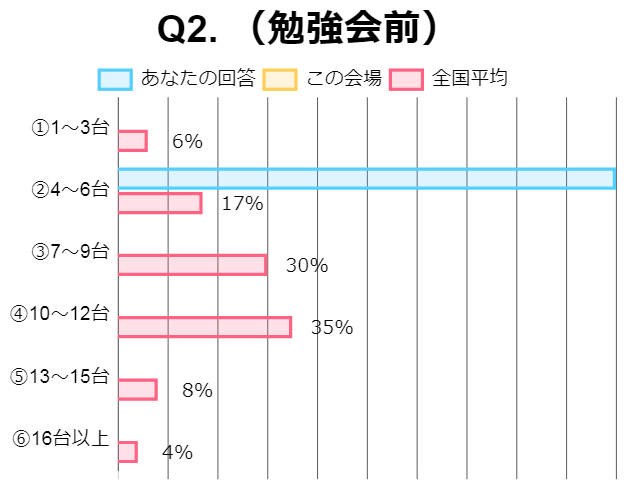 Q2.（勉強会前）
あなたの回答 この会場 全国平均
①1～3台
6%
②4～6台
17%
③7～9台
30%
④10～12台
35%
⑤13～15台
8%
⑥16台以上
4%